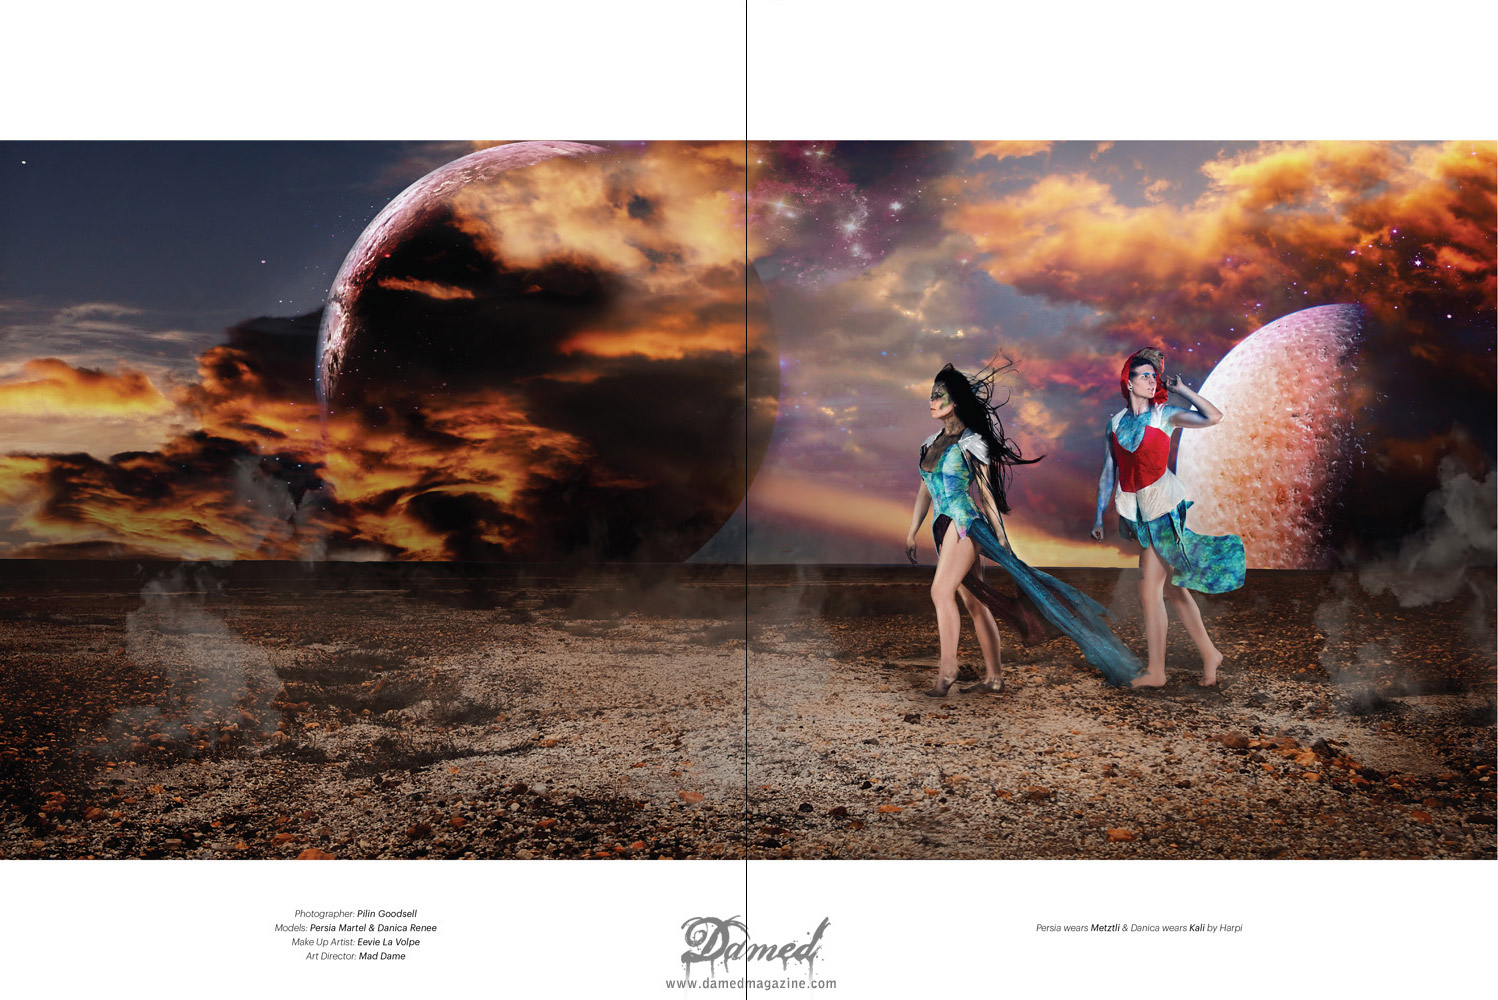 Photographer: Pilin Goodsell
Models: Persia Martel & Danica Renee
Make Up Artist: Eevie La Volpe
Art Director: Mad Dame
Damed
www.damedmagazine.com
Persia wears Metztli & Danica wears Kali by Harpi